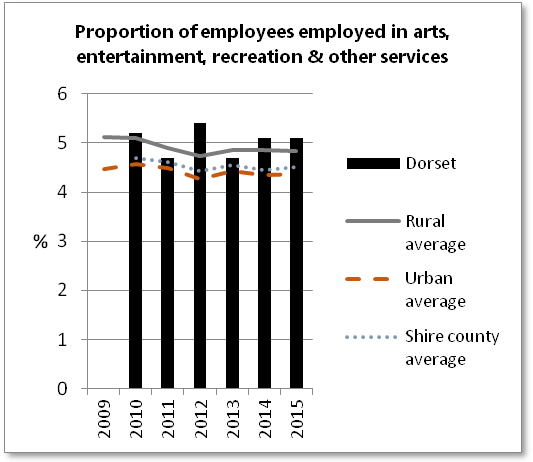 Proportion of employees employed in arts,
entertainment, recreation & other services
6
5
4
3
2
1
0
%
2009
2010
2011
2012
2013
2014
2015
Dorset
Rural
average
Urban
average
Shire county
average